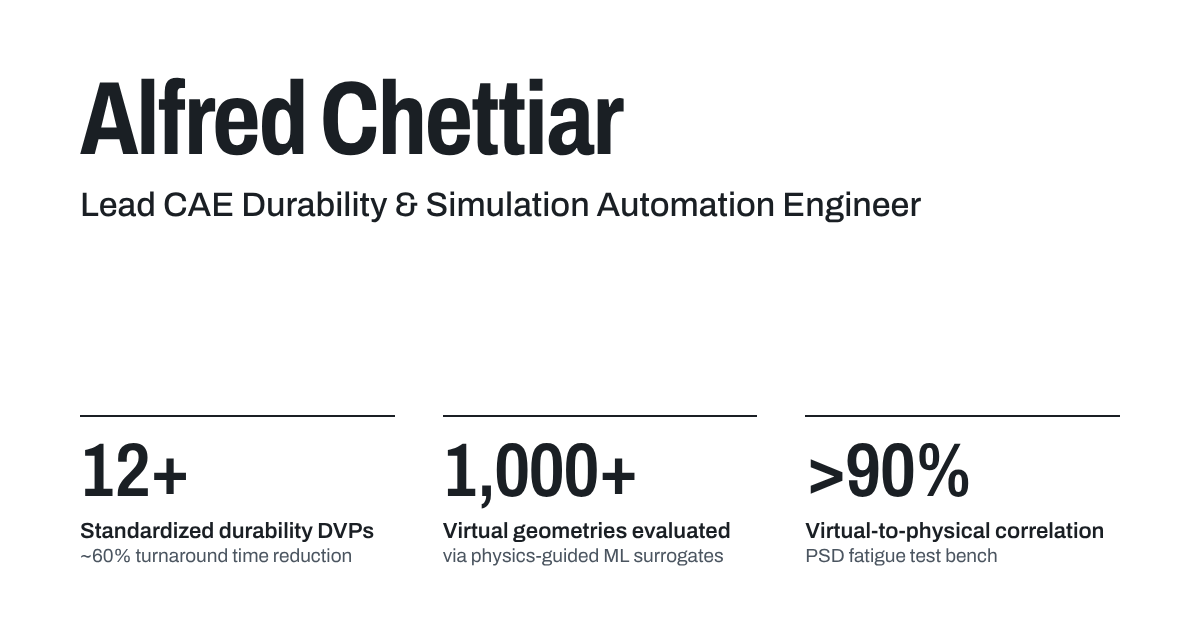 Alfred Chettiar
Lead CAE Durability & Simulation Automation Engineer
12+
Standardized durability DVPs
~60% turnaround time reduction
1,000+
Virtual geometries evaluated
via physics-guided ML surrogates
>90%
Virtual-to-physical correlation
PSD fatigue test bench